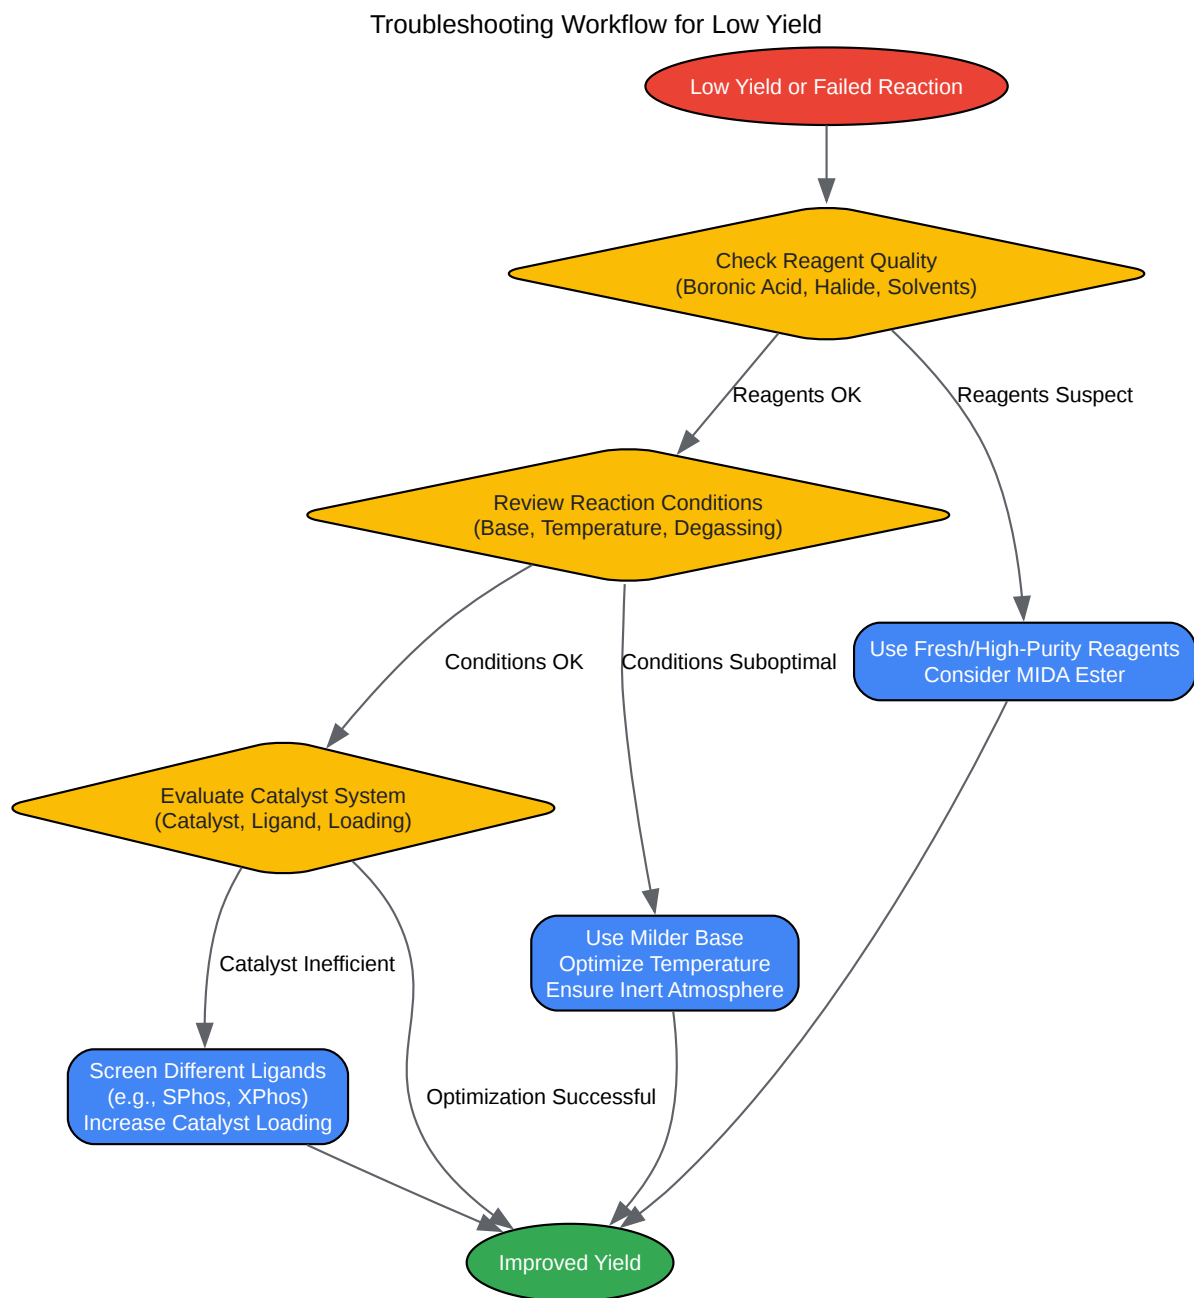 Troubleshooting Workflow for Low Yield
Low Yield or Failed Reaction
Check Reagent Quality
(Boronic Acid, Halide, Solvents)
Reagents OK
Reagents Suspect
Review Reaction Conditions
(Base, Temperature, Degassing)
Conditions OK
Conditions Suboptimal
Use Fresh/High-Purity Reagents
Consider MIDA Ester
Evaluate Catalyst System
(Catalyst, Ligand, Loading)
Catalyst Inefficient
Use Milder Base
Optimize Temperature
Ensure Inert Atmosphere
Screen Different Ligands
(e.g., SPhos, XPhos)
Increase Catalyst Loading
Optimization Successful
Improved Yield